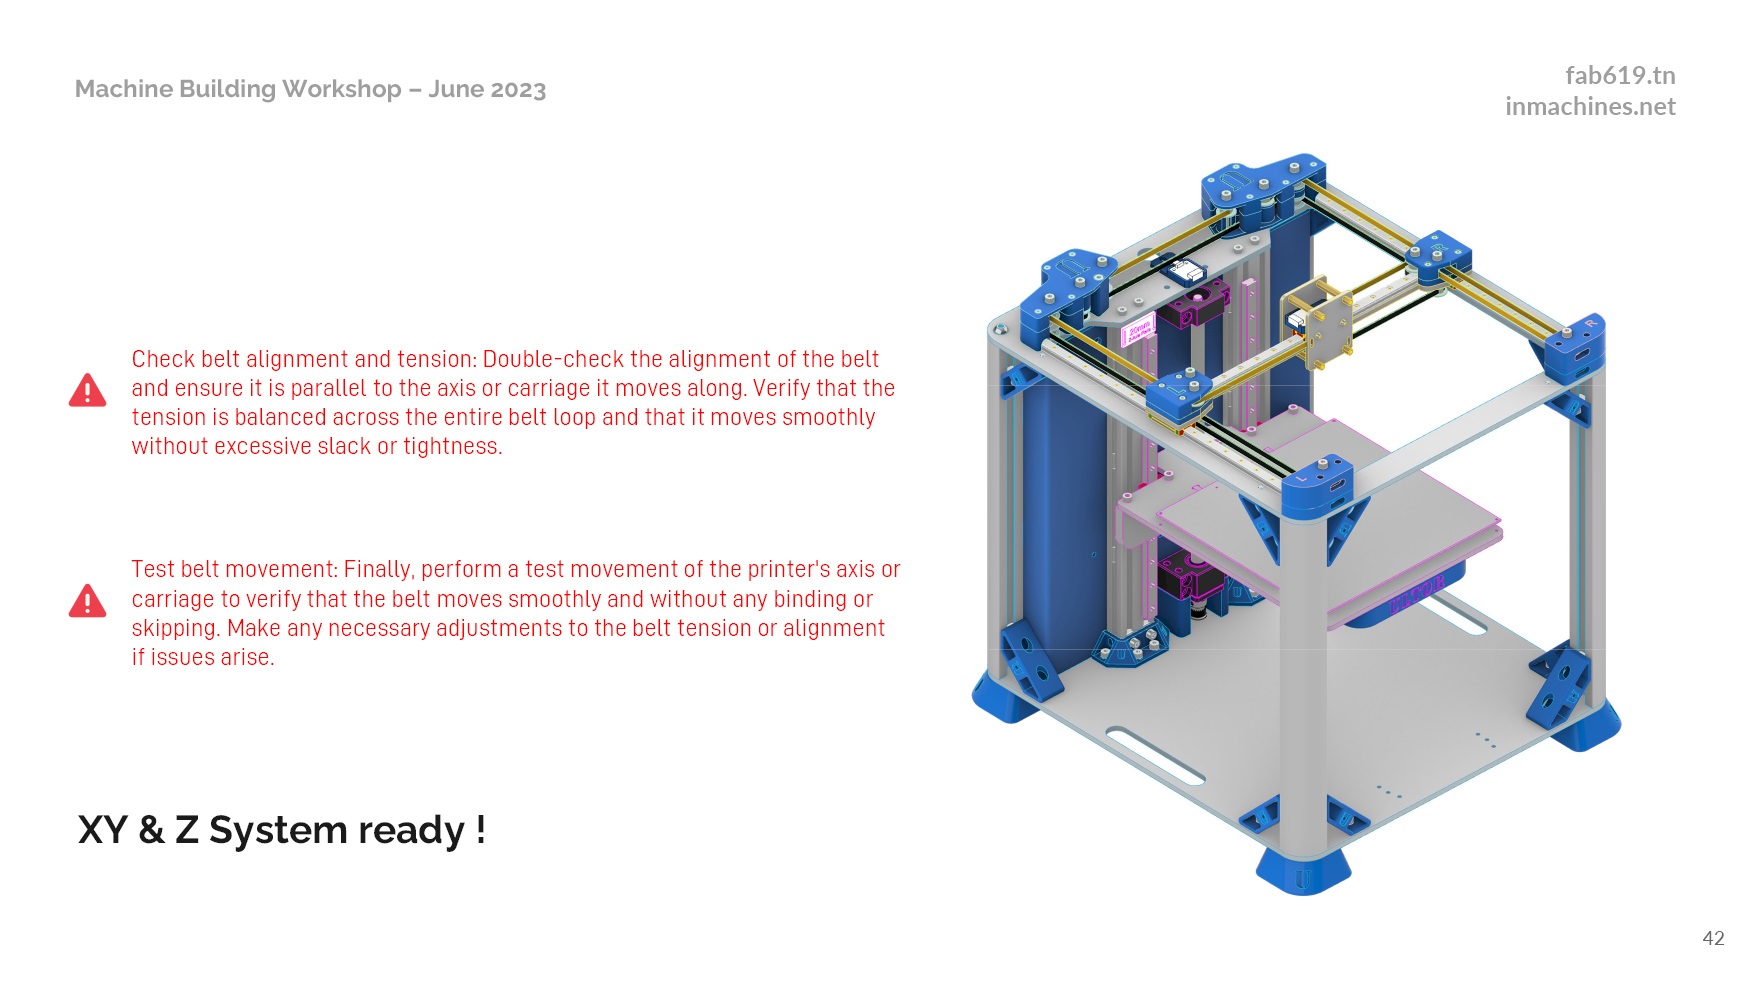 Machine Building Workshop – June 2023
fab619.tn
inmachines.net
Check belt alignment and tension: Double-check the alignment of the belt
and ensure it is parallel to the axis or carriage it moves along. Verify that the
tension is balanced across the entire belt loop and that it moves smoothly
without excessive slack or tightness.
Test belt movement: Finally, perform a test movement of the printer's axis or
carriage to verify that the belt moves smoothly and without any binding or
skipping. Make any necessary adjustments to the belt tension or alignment
if issues arise.
XY & Z System ready !
20mm
R
L
42